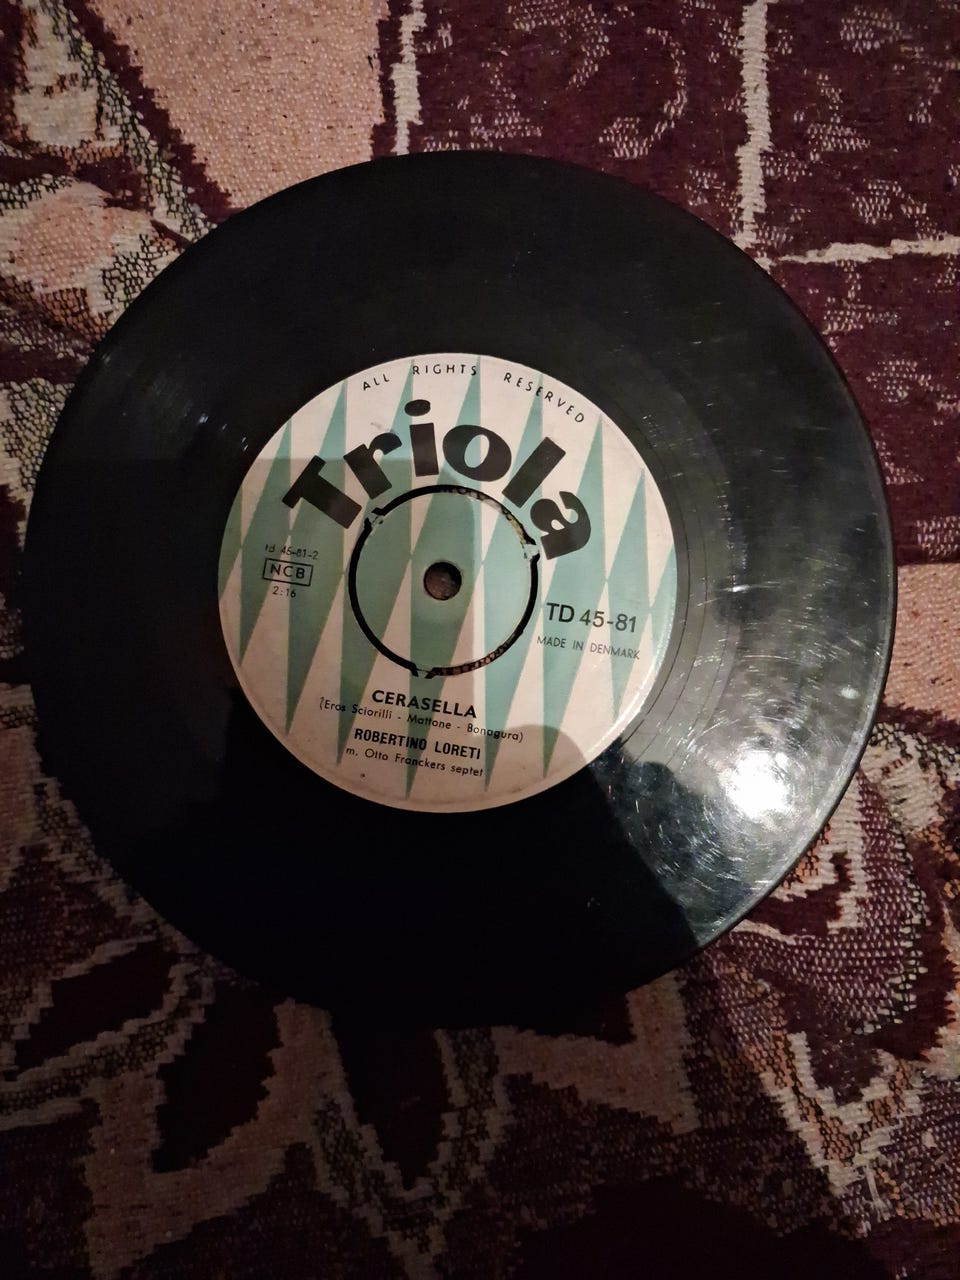 ALL RIGHTS RESERVED
Triola
td 45-81-2
NCB
2:16
TD 45-81
MADE IN DENMARK
CERASELLA
(Eros Sciorilli - Mattone - Bonagura)
ROBERTINO LORETI
m. Otto Franckers septet